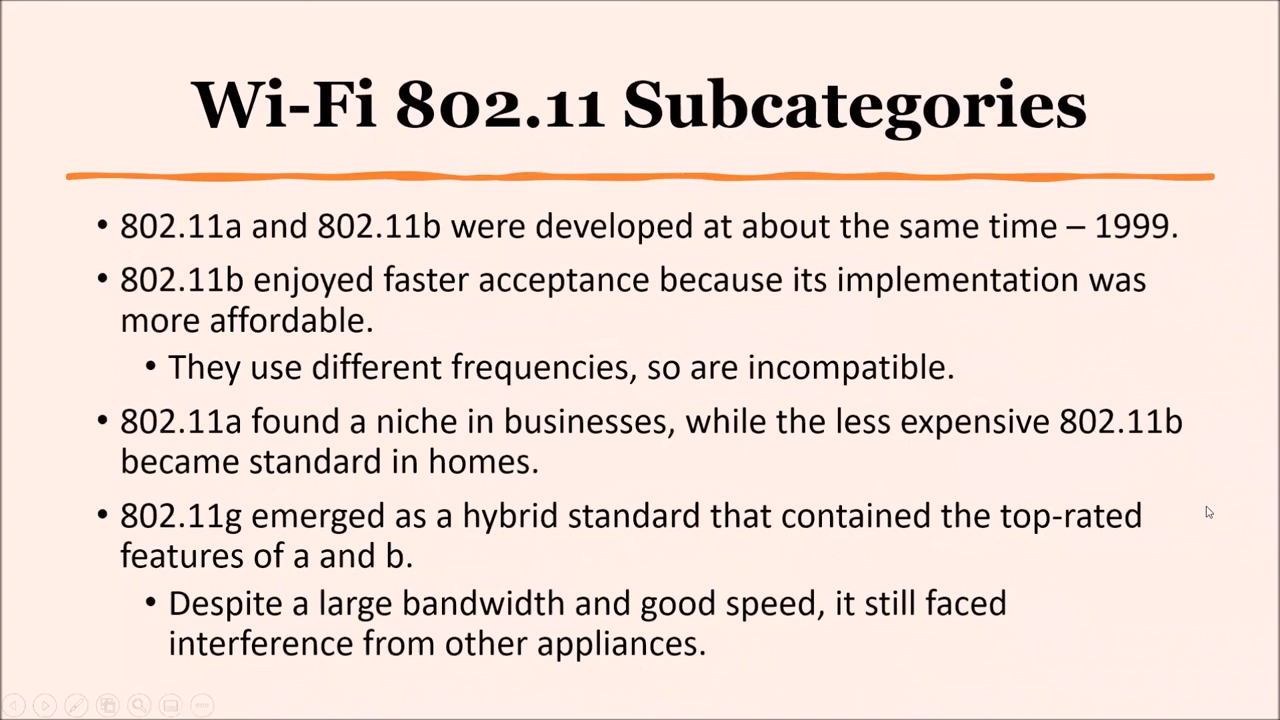 Wi-Fi 802.11 Subcategories
• 802.11a and 802.11b were developed at about the same time – 1999.
• 802.11b enjoyed faster acceptance because its implementation was
more affordable.
• They use different frequencies, so are incompatible.
• 802.11a found a niche in businesses, while the less expensive 802.11b
became standard in homes.
• 802.11g emerged as a hybrid standard that contained the top-rated
features of a and b.
• Despite a large bandwidth and good speed, it still faced
interference from other appliances.